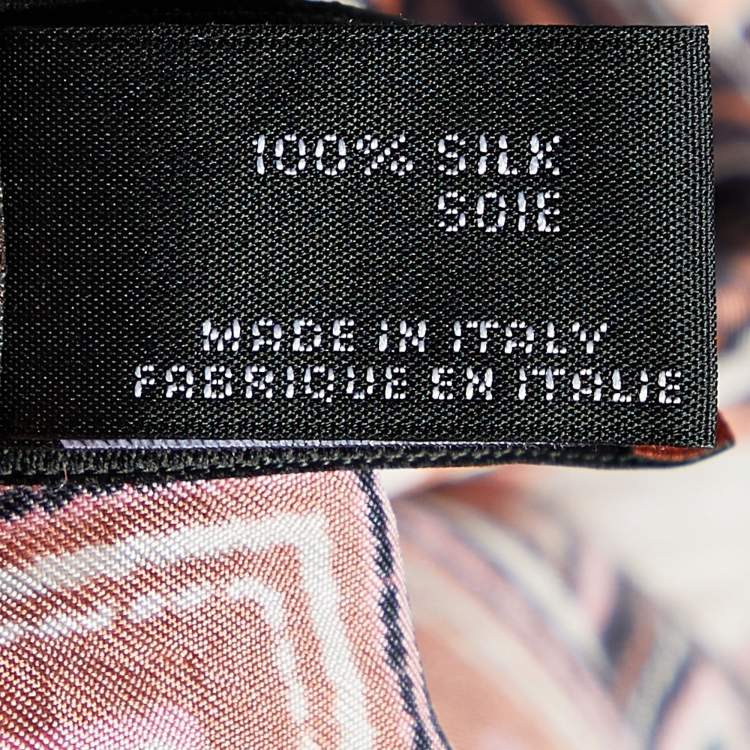 100% SILK
SOIE
MADE IN ITALY
FABRIQUE EN ITALIE